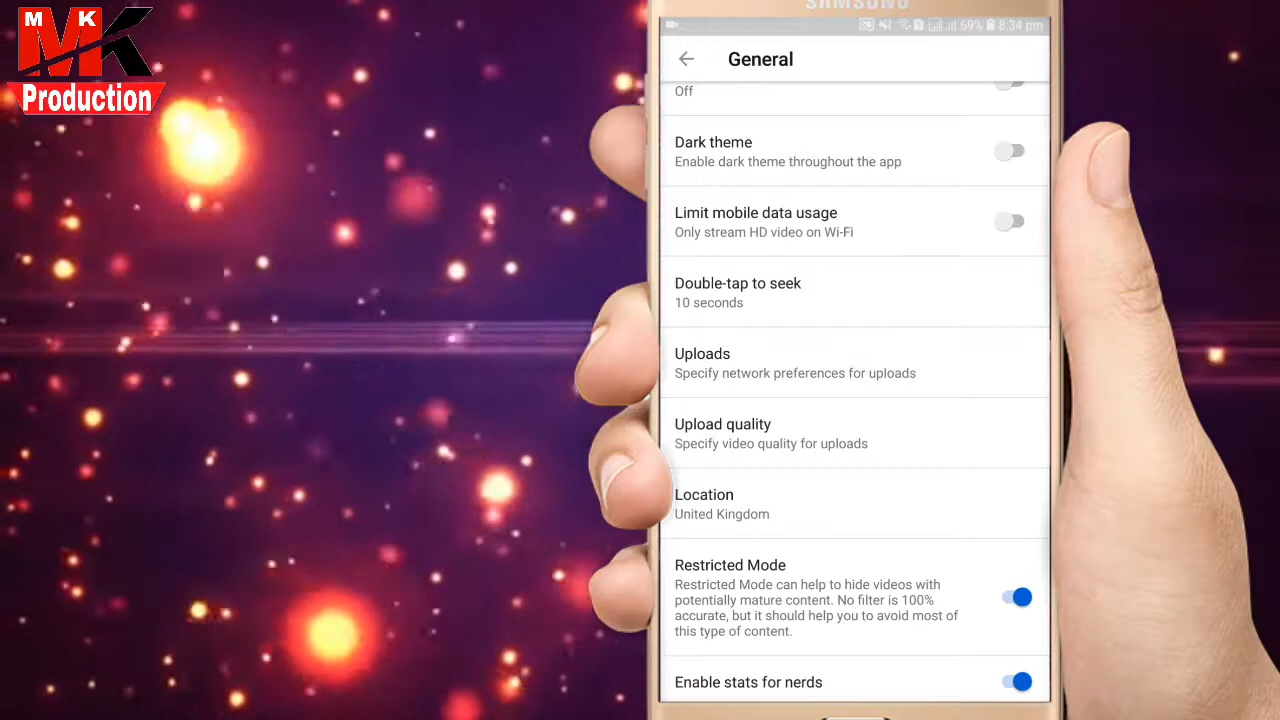 M K
MK
Production
SAMSUNG
69% 8:34 pm
General
Off
Dark theme
Enable dark theme throughout the app
Limit mobile data usage
Only stream HD video on Wi-Fi
Double-tap to seek
10 seconds
Uploads
Specify network preferences for uploads
Upload quality
Specify video quality for uploads
Location
United Kingdom
Restricted Mode
Restricted Mode can help to hide videos with
potentially mature content. No filter is 100%
accurate, but it should help you to avoid most of
this type of content.
Enable stats for nerds